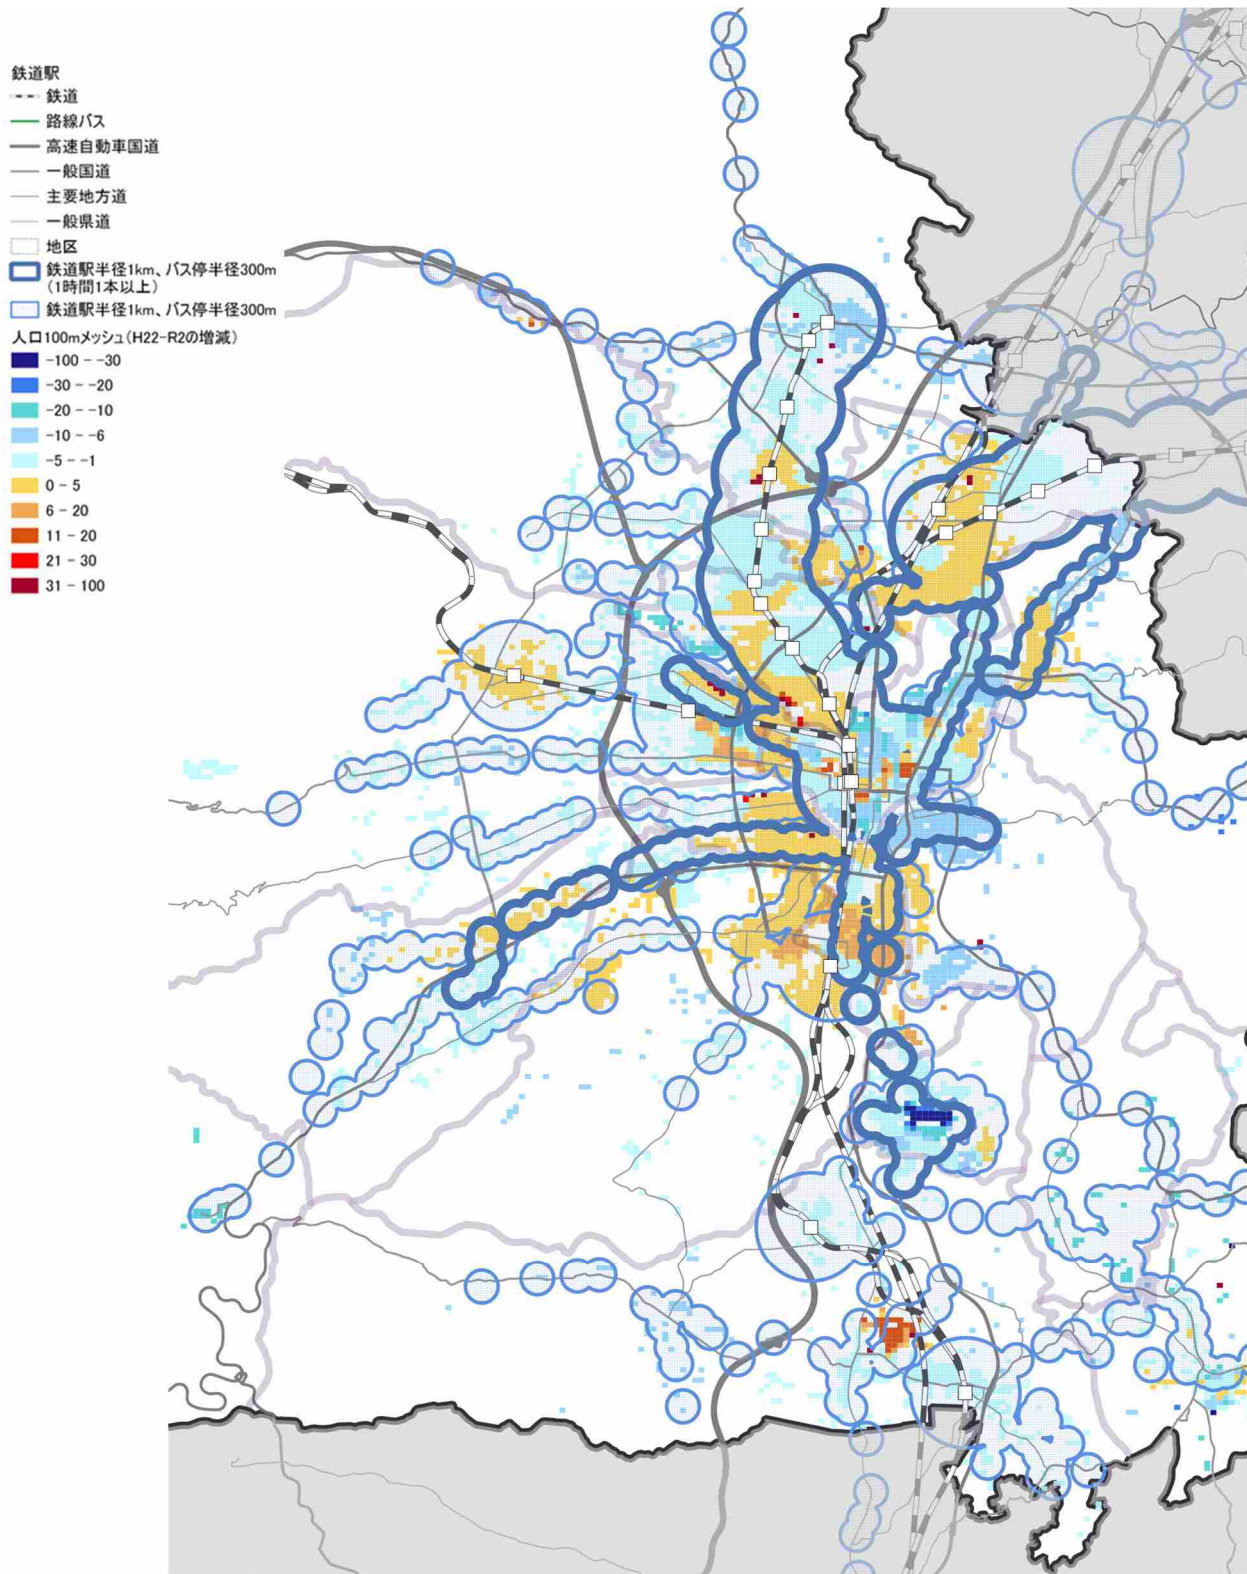 鉄道駅
鉄道
路線バス
高速自動車国道
一般国道
主要地方道
一般県道
地区
鉄道駅半径1km、バス停半径300m
(1時間1本以上)
鉄道駅半径1km、バス停半径300m
人口100mメッシュ(H22-R2の増減)
-100 - -30
-30 - -20
-20 - -10
-10 - -6
-5 - -1
0 - 5
6 - 20
11 - 20
21 - 30
31 - 100